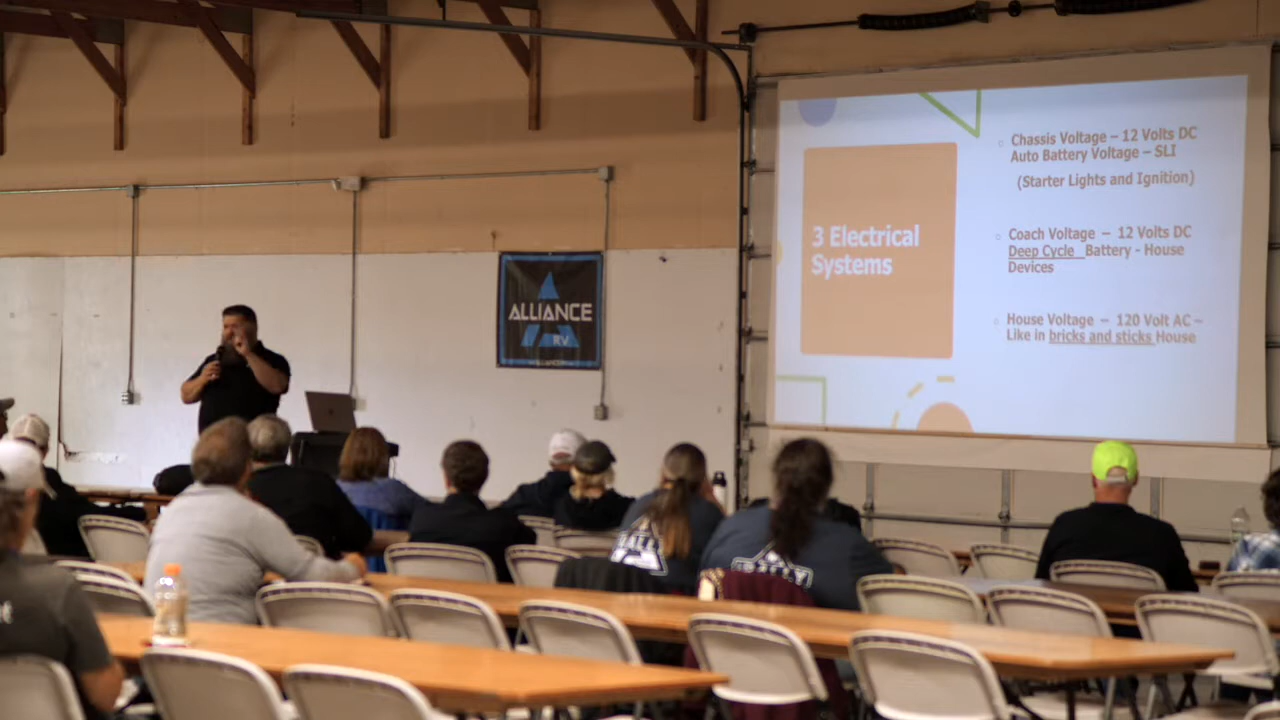 3 Electrical
Systems
Chassis Voltage – 12 Volts DC
Auto Battery Voltage – SLI
(Starter Lights and Ignition)
Coach Voltage – 12 Volts DC
Deep Cycle Battery - House
Devices
House Voltage – 120 Volt AC –
Like in bricks and sticks House
ALLIANCE
RV